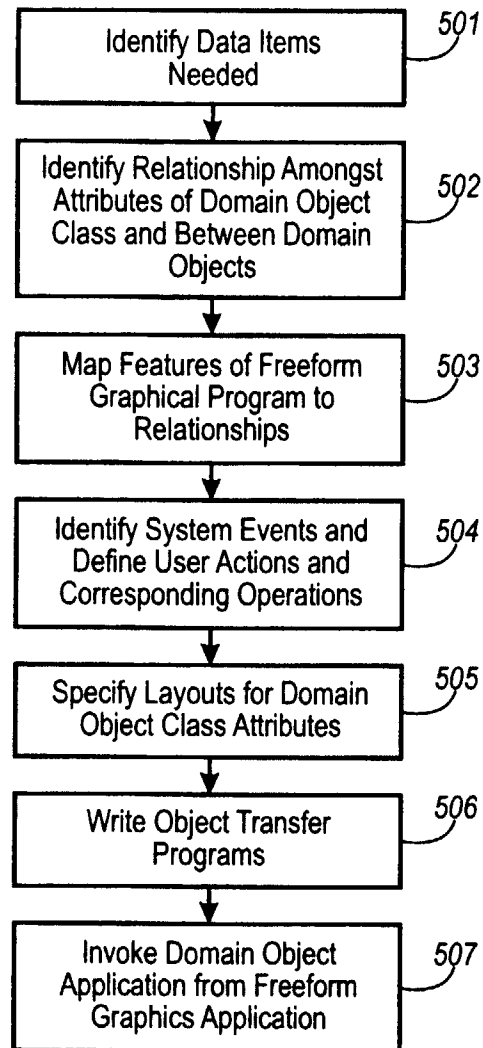 Identify Data Items
Needed
501
Identify Relationship Amongst
Attributes of Domain Object
Class and Between Domain
Objects
502
Map Features of Freeform
Graphical Program to
Relationships
503
Identify System Events and
Define User Actions and
Corresponding Operations
504
Specify Layouts for Domain
Object Class Attributes
505
Write Object Transfer
Programs
506
Invoke Domain Object
Application from Freeform
Graphics Application
507